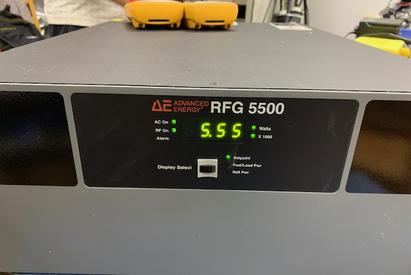 AE ADVANCED ENERGY RFG 5500
AC On
RF On
Alarm
5.55
Watts
X 1000
Display Select
Setpoint
Fwd/Load Pwr
Refl Pwr